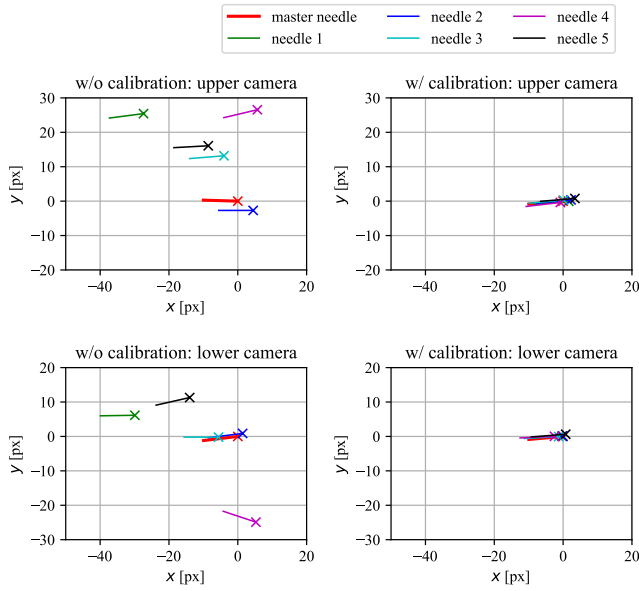 master needle needle 2 needle 4
needle 1 needle 3 needle 5
w/o calibration: upper camera w/ calibration: upper camera
30 30
20 20
10 10
0 0
−10 −10
−20 −20
y [px] y [px]
−40 −20 0 20 −40 −20 0 20
x [px] x [px]
w/o calibration: lower camera w/ calibration: lower camera
20 20
10 10
0 0
−10 −10
−20 −20
−30 −30
y [px] y [px]
−40 −20 0 20 −40 −20 0 20
x [px] x [px]